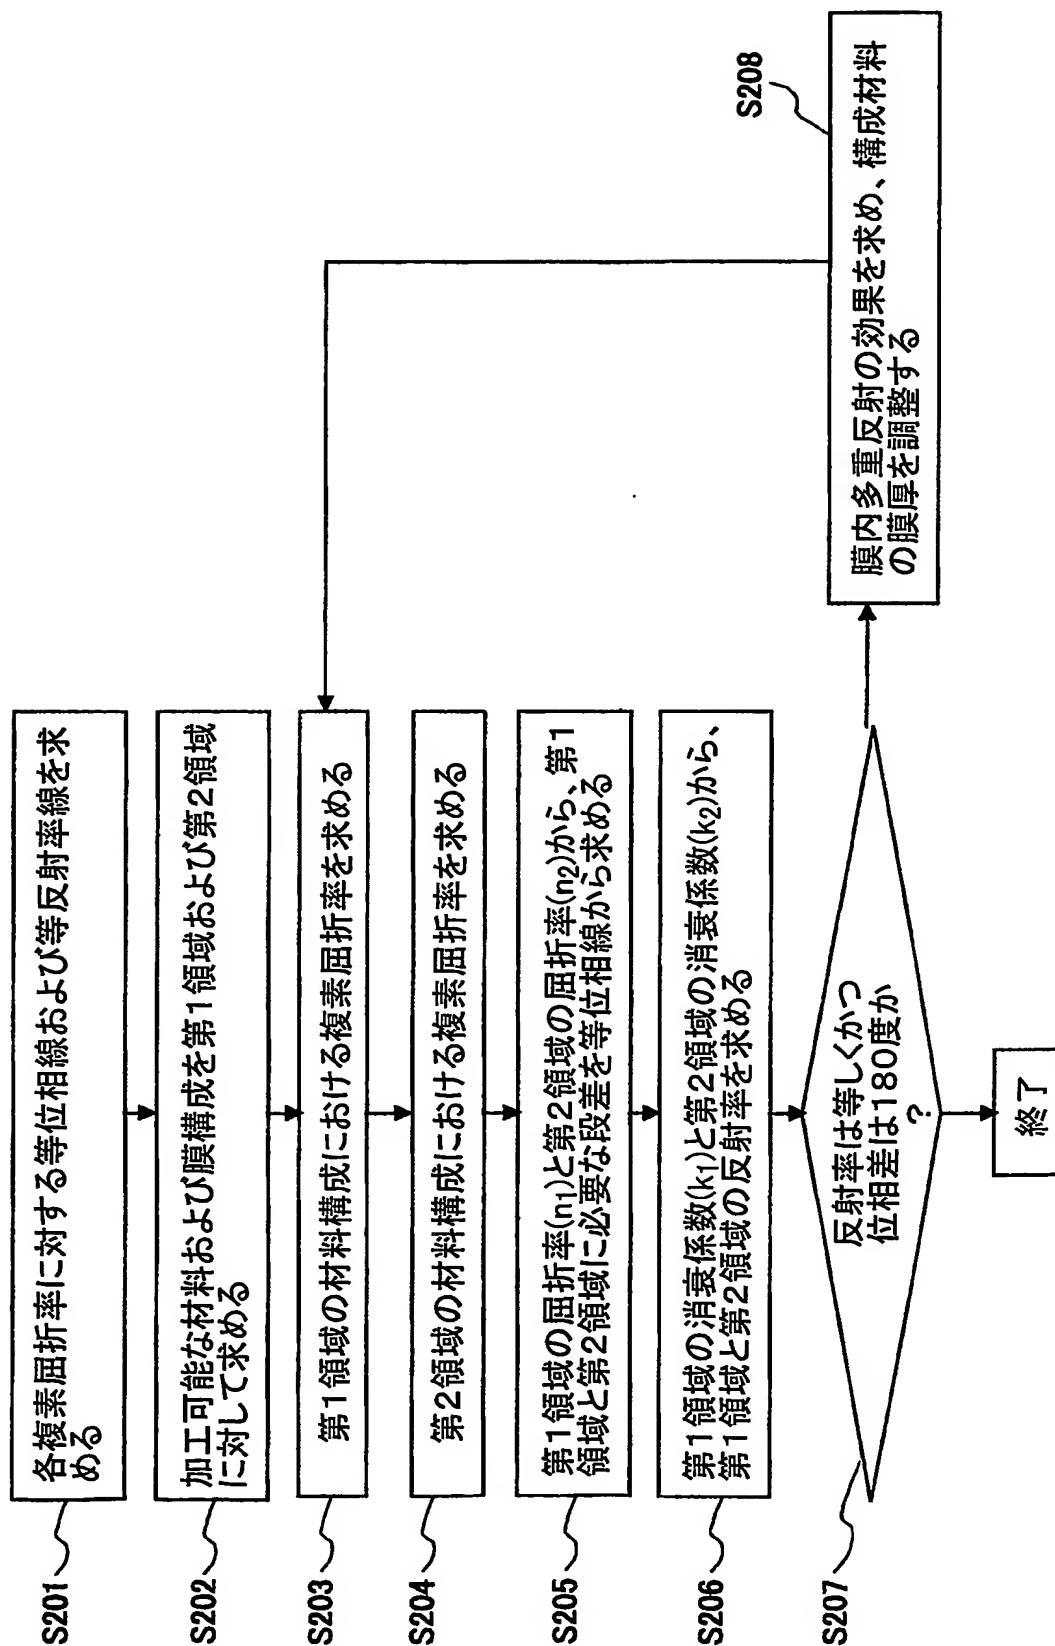 S201
各複素屈折率に対する等位相線および等反射率線を求
める
S202
加工可能な材料および膜構成を第1領域および第2領域
に対して求める
S203
第1領域の材料構成における複素屈折率を求める
S204
第2領域の材料構成における複素屈折率を求める
S205
第1領域の屈折率(n1)と第2領域の屈折率(n2)から、第1
領域と第2領域に必要な段差を等位相線から求める
S206
第1領域の消衰係数(k1)と第2領域の消衰係数(k2)から、
第1領域と第2領域の反射率を求める
S207
反射率は等しくかつ
位相差は180度か
?
S208
膜内多重反射の効果を求め、構成材料
の膜厚を調整する
終了